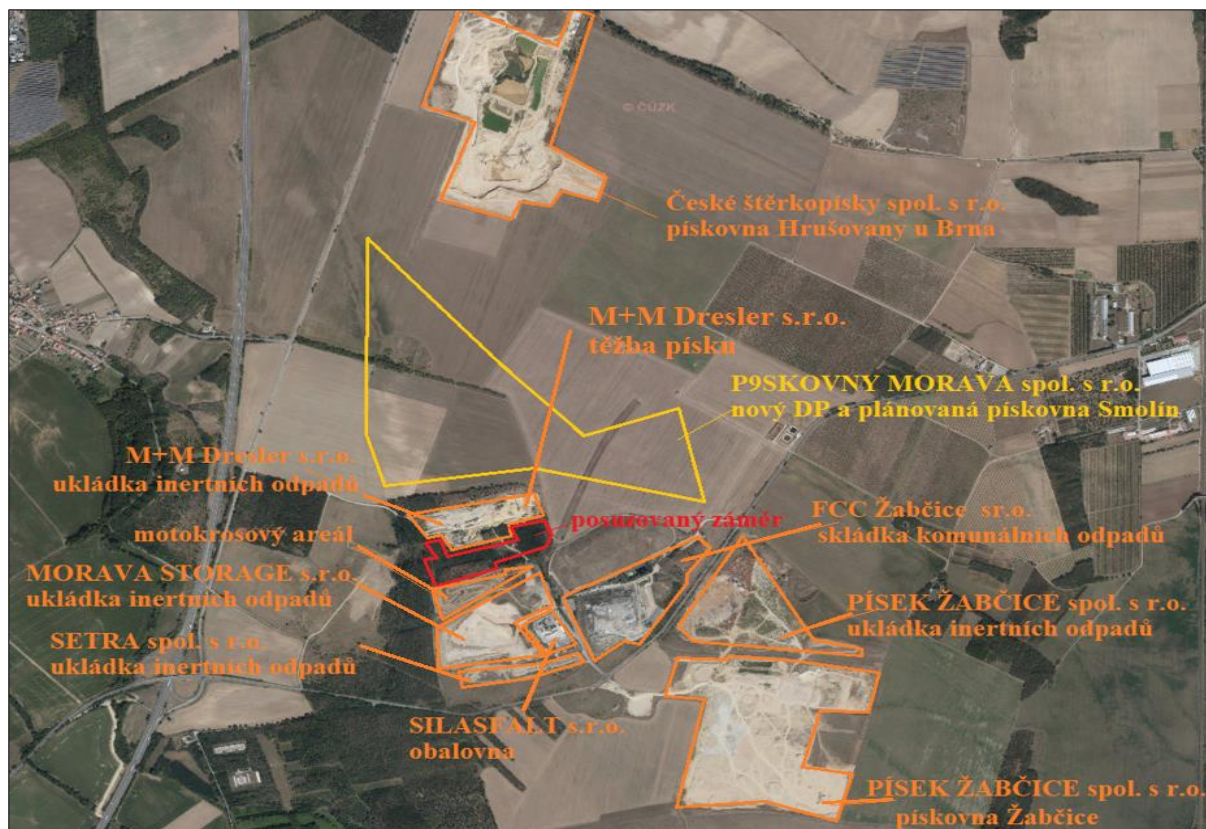 © ČÚZK
České štěrkopísky spol. s r.o.
pískovna Hrušovany u Brna
M+M Dresler s.r.o.
těžba písku
P9SKOVNY MORAVA spol. s r.o.
nový DP a plánovaná pískovna Smolín
M+M Dresler s.r.o.
ukládka inertních odpadů
posuzovaný záměr
motokrosový areál
FCC Žabčice sr.o.
skládka komunálních odpadů
MORAVA STORAGE s.r.o.
ukládka inertních odpadů
PÍSEK ŽABČICE spol. s r.o.
ukládka inertních odpadů
SETRA spol. s r.o.
ukládka inertních odpadů
SILASFALT s.r.o.
obalovna
PÍSEK ŽABČICE spol. s r.o.
pískovna Žabčice